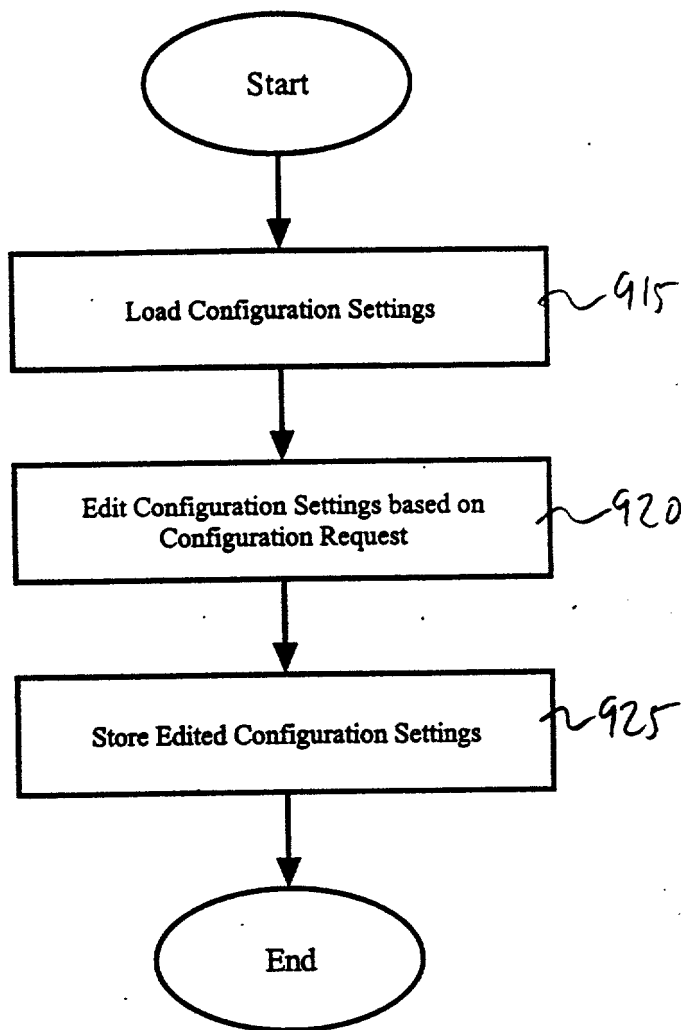 Start
Load Configuration Settings
915
Edit Configuration Settings based on
Configuration Request
920
Store Edited Configuration Settings
925
End